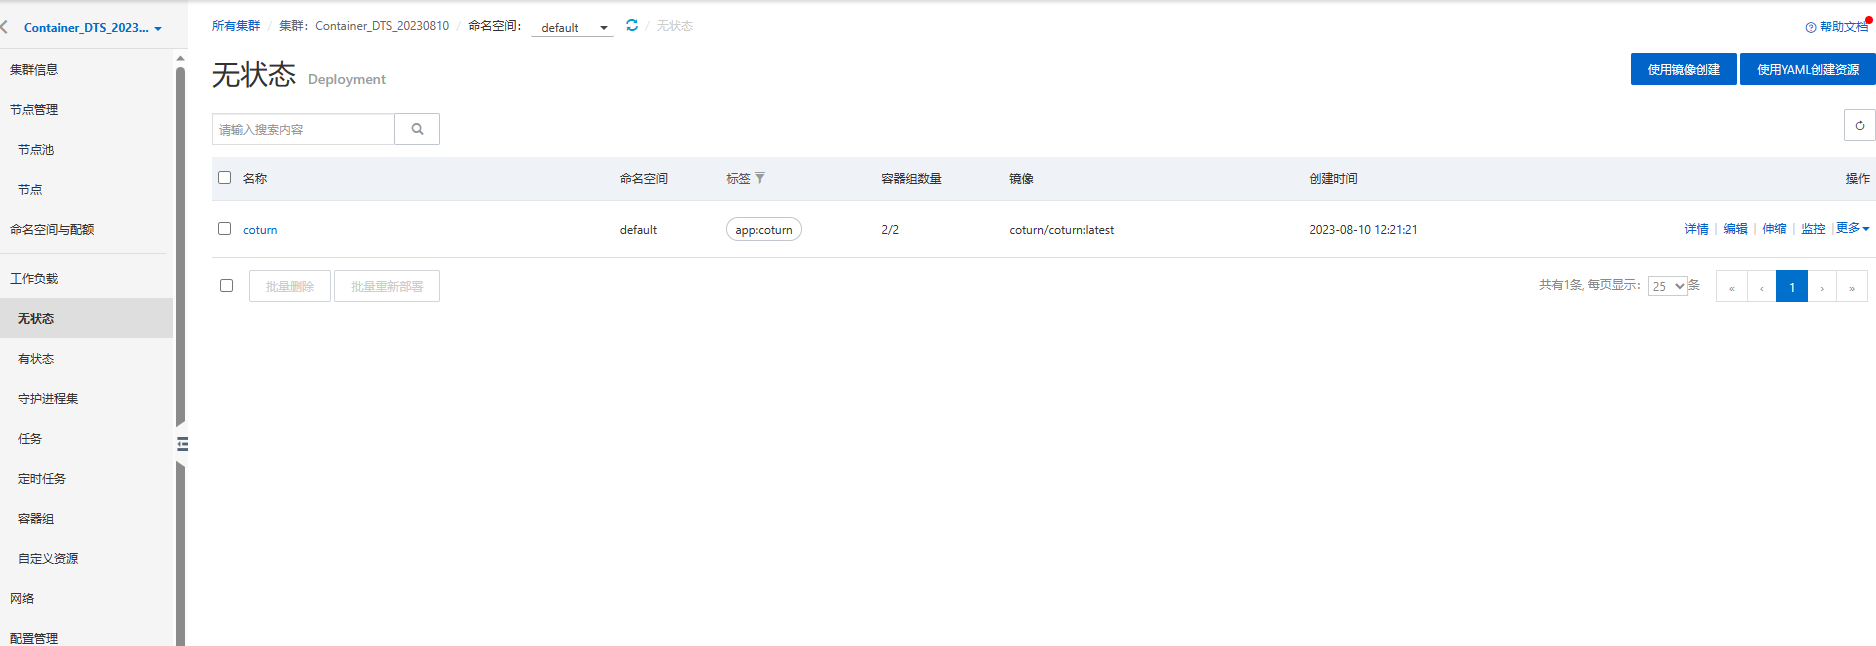 Container_DTS_2023...
集群信息
节点管理
节点池
节点
命名空间与配额
工作负载
无状态
有状态
守护进程集
任务
定时任务
容器组
自定义资源
网络
配置管理
所有集群 / 集群：Container_DTS_20230810 / 命名空间： default / 无状态
帮助文档
无状态 Deployment
使用镜像创建 使用YAML创建资源
请输入搜索内容
名称 命名空间 标签 容器组数量 镜像 创建时间 操作
coturn default app:coturn 2/2 coturn/coturn:latest 2023-08-10 12:21:21 详情 | 编辑 | 伸缩 | 监控 | 更多
批量删除 批量重新部署 共有1条, 每页显示： 25 条 « ‹ 1 › »